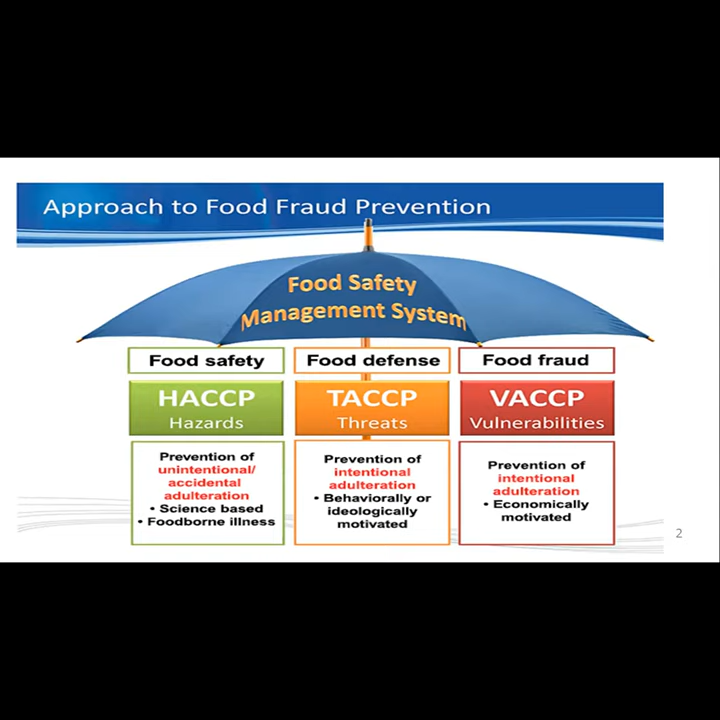 Approach to Food Fraud Prevention
Food Safety
Management System
Food safety
HACCP
Hazards
Prevention of
unintentional/
accidental
adulteration
• Science based
• Foodborne illness
Food defense
TACCP
Threats
Prevention of
intentional
adulteration
• Behaviorally or
ideologically
motivated
Food fraud
VACCP
Vulnerabilities
Prevention of
intentional
adulteration
• Economically
motivated
2